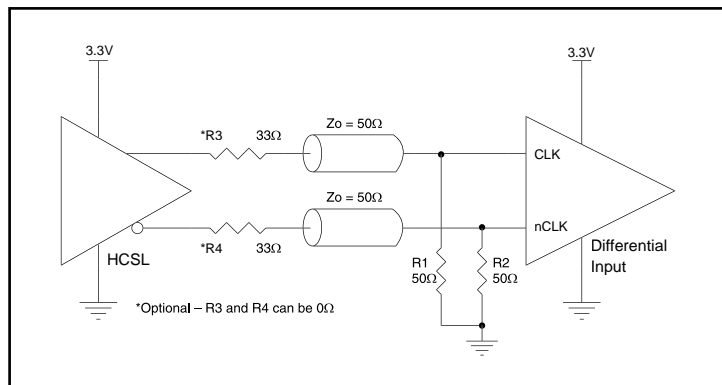 3.3V
3.3V
*R3
33Ω
Zo = 50Ω
CLK
Zo = 50Ω
nCLK
HCSL
*R4
33Ω
R1
50Ω
R2
50Ω
Differential
Input
*Optional – R3 and R4 can be 0Ω